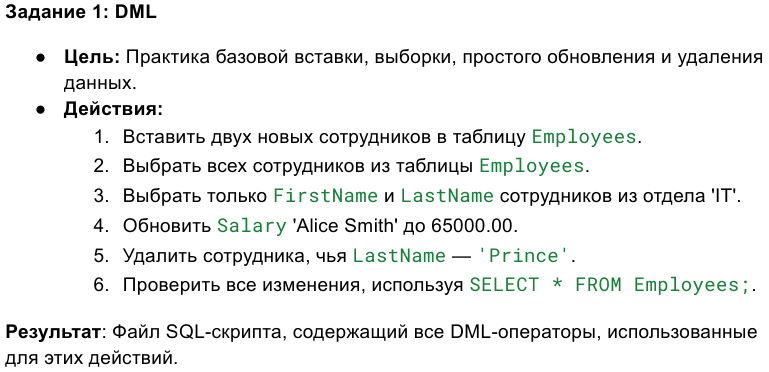 Задание 1: DML
● Цель: Практика базовой вставки, выборки, простого обновления и удаления
данных.
● Действия:
1. Вставить двух новых сотрудников в таблицу Employees.
2. Выбрать всех сотрудников из таблицы Employees.
3. Выбрать только FirstName и LastName сотрудников из отдела 'IT'.
4. Обновить Salary 'Alice Smith' до 65000.00.
5. Удалить сотрудника, чья LastName — 'Prince'.
6. Проверить все изменения, используя SELECT * FROM Employees;.
Результат: Файл SQL-скрипта, содержащий все DML-операторы, использованные
для этих действий.